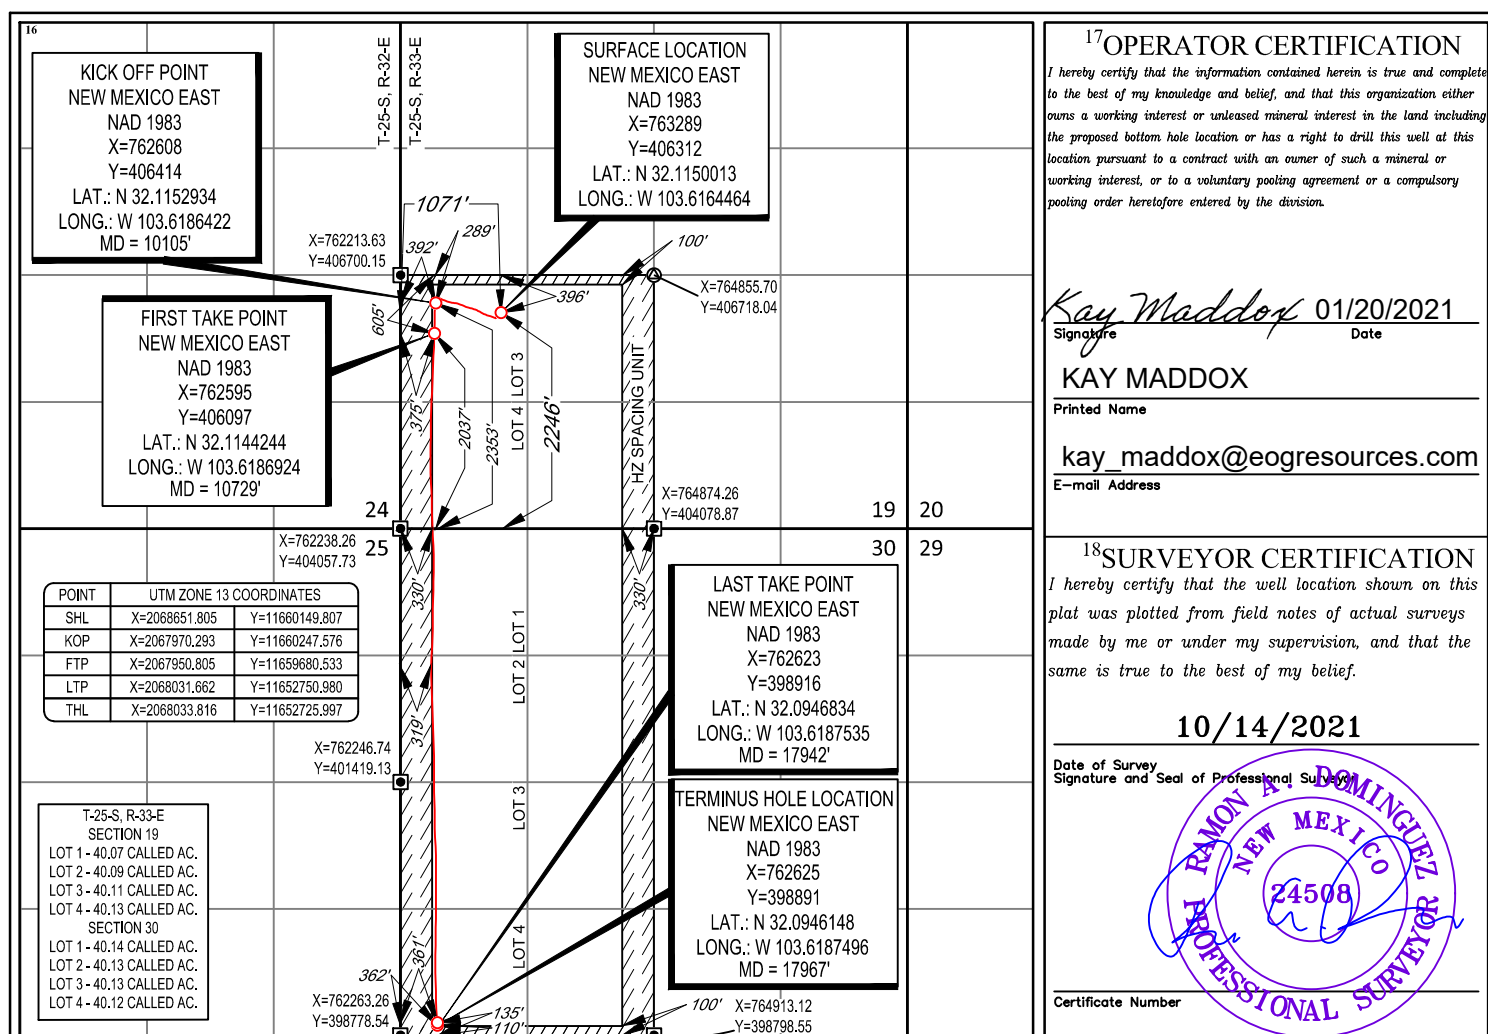 16
KICK OFF POINT
NEW MEXICO EAST
NAD 1983
X=762608
Y=406414
LAT.: N 32.1152934
LONG.: W 103.6186422
MD = 10105'
T-25-S, R-32-E
T-25-S, R-33-E
SURFACE LOCATION
NEW MEXICO EAST
NAD 1983
X=763289
Y=406312
LAT.: N 32.1150013
LONG.: W 103.6164464
1071'
392'
289'
100'
X=762213.63
Y=406700.15
X=764855.70
Y=406718.04
396'
605'
FIRST TAKE POINT
NEW MEXICO EAST
NAD 1983
X=762595
Y=406097
LAT.: N 32.1144244
LONG.: W 103.6186924
MD = 10729'
375'
2037'
2353'
LOT 4 LOT 3
2246'
HZ SPACING UNIT
24
19
20
X=764874.26
Y=404078.87
X=762238.26
Y=404057.73
25
30
29
330'
330'
POINT UTM ZONE 13 COORDINATES
SHL X=2068651.805 Y=11660149.807
KOP X=2067970.293 Y=11660247.576
FTP X=2067950.805 Y=11659680.533
LTP X=2068031.662 Y=11652750.980
THL X=2068033.816 Y=11652725.997
LOT 2 LOT 1
LAST TAKE POINT
NEW MEXICO EAST
NAD 1983
X=762623
Y=398916
LAT.: N 32.0946834
LONG.: W 103.6187535
MD = 17942'
319'
X=762246.74
Y=401419.13
LOT 3
TERMINUS HOLE LOCATION
NEW MEXICO EAST
NAD 1983
X=762625
Y=398891
LAT.: N 32.0946148
LONG.: W 103.6187496
MD = 17967'
T-25-S, R-33-E
SECTION 19
LOT 1 - 40.07 CALLED AC.
LOT 2 - 40.09 CALLED AC.
LOT 3 - 40.11 CALLED AC.
LOT 4 - 40.13 CALLED AC.
SECTION 30
LOT 1 - 40.14 CALLED AC.
LOT 2 - 40.13 CALLED AC.
LOT 3 - 40.13 CALLED AC.
LOT 4 - 40.12 CALLED AC.
LOT 4
361'
362'
X=762263.26
Y=398778.54
135'
110'
100'
X=764913.12
Y=398798.55
17OPERATOR CERTIFICATION
I hereby certify that the information contained herein is true and complete
to the best of my knowledge and belief, and that this organization either
owns a working interest or unleased mineral interest in the land including
the proposed bottom hole location or has a right to drill this well at this
location pursuant to a contract with an owner of such a mineral or
working interest, or to a voluntary pooling agreement or a compulsory
pooling order heretofore entered by the division.
Kay Maddox 01/20/2021
Signature Date
KAY MADDOX
Printed Name
kay_maddox@eogresources.com
E-mail Address
18SURVEYOR CERTIFICATION
I hereby certify that the well location shown on this
plat was plotted from field notes of actual surveys
made by me or under my supervision, and that the
same is true to the best of my belief.
10/14/2021
Date of Survey
Signature and Seal of Professional Surveyor
RAMON A. DOMINGUEZ
NEW MEXICO
24508
PROFESSIONAL SURVEYOR
Certificate Number